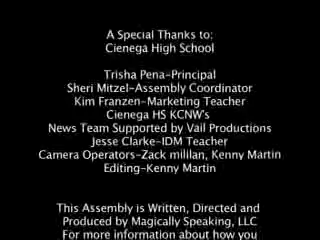 A Special Thanks to:
Cienega High School
Trisha Pena-Principal
Sheri Mitzel-Assembly Coordinator
Kim Franzen-Marketing Teacher
Cienega HS KCNW's
News Team Supported by Vail Productions
Jesse Clarke-IDM Teacher
Camera Operators-Zack mililan, Kenny Martin
Editing-Kenny Martin
This Assembly is Written, Directed and
Produced by Magically Speaking, LLC
For more information about how you